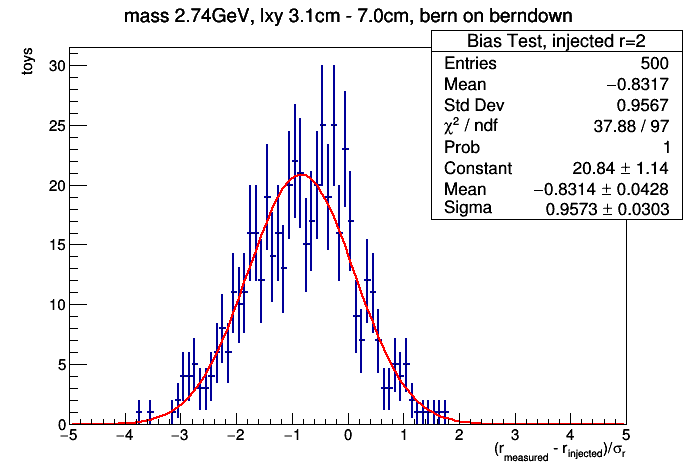 mass 2.74GeV, lxy 3.1cm - 7.0cm, bern on berndown
Bias Test, injected r=2
Entries 500
Mean −0.8317
Std Dev 0.9567
χ² / ndf 37.88 / 97
Prob 1
Constant 20.84 ± 1.14
Mean −0.8314 ± 0.0428
Sigma 0.9573 ± 0.0303
toys
30
25
20
15
10
5
0
−5 −4 −3 −2 −1 0 1 2 3 4 5
(r_measured - r_injected)/σ_r